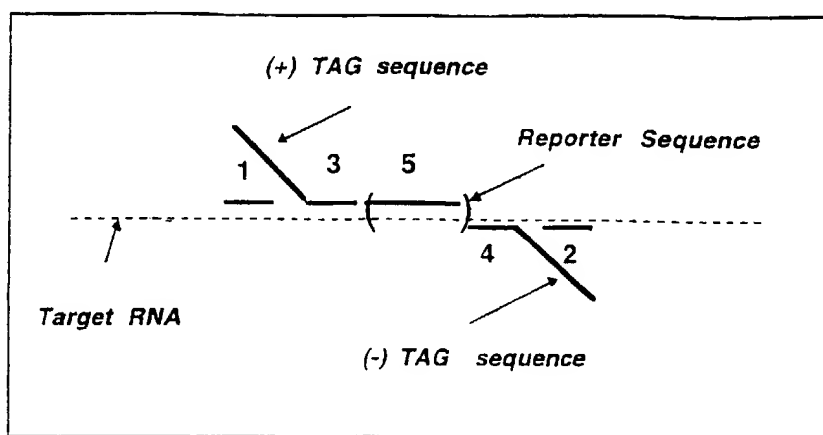 (+) TAG sequence
Reporter Sequence
1 3 5
4 2
Target RNA
(-) TAG sequence